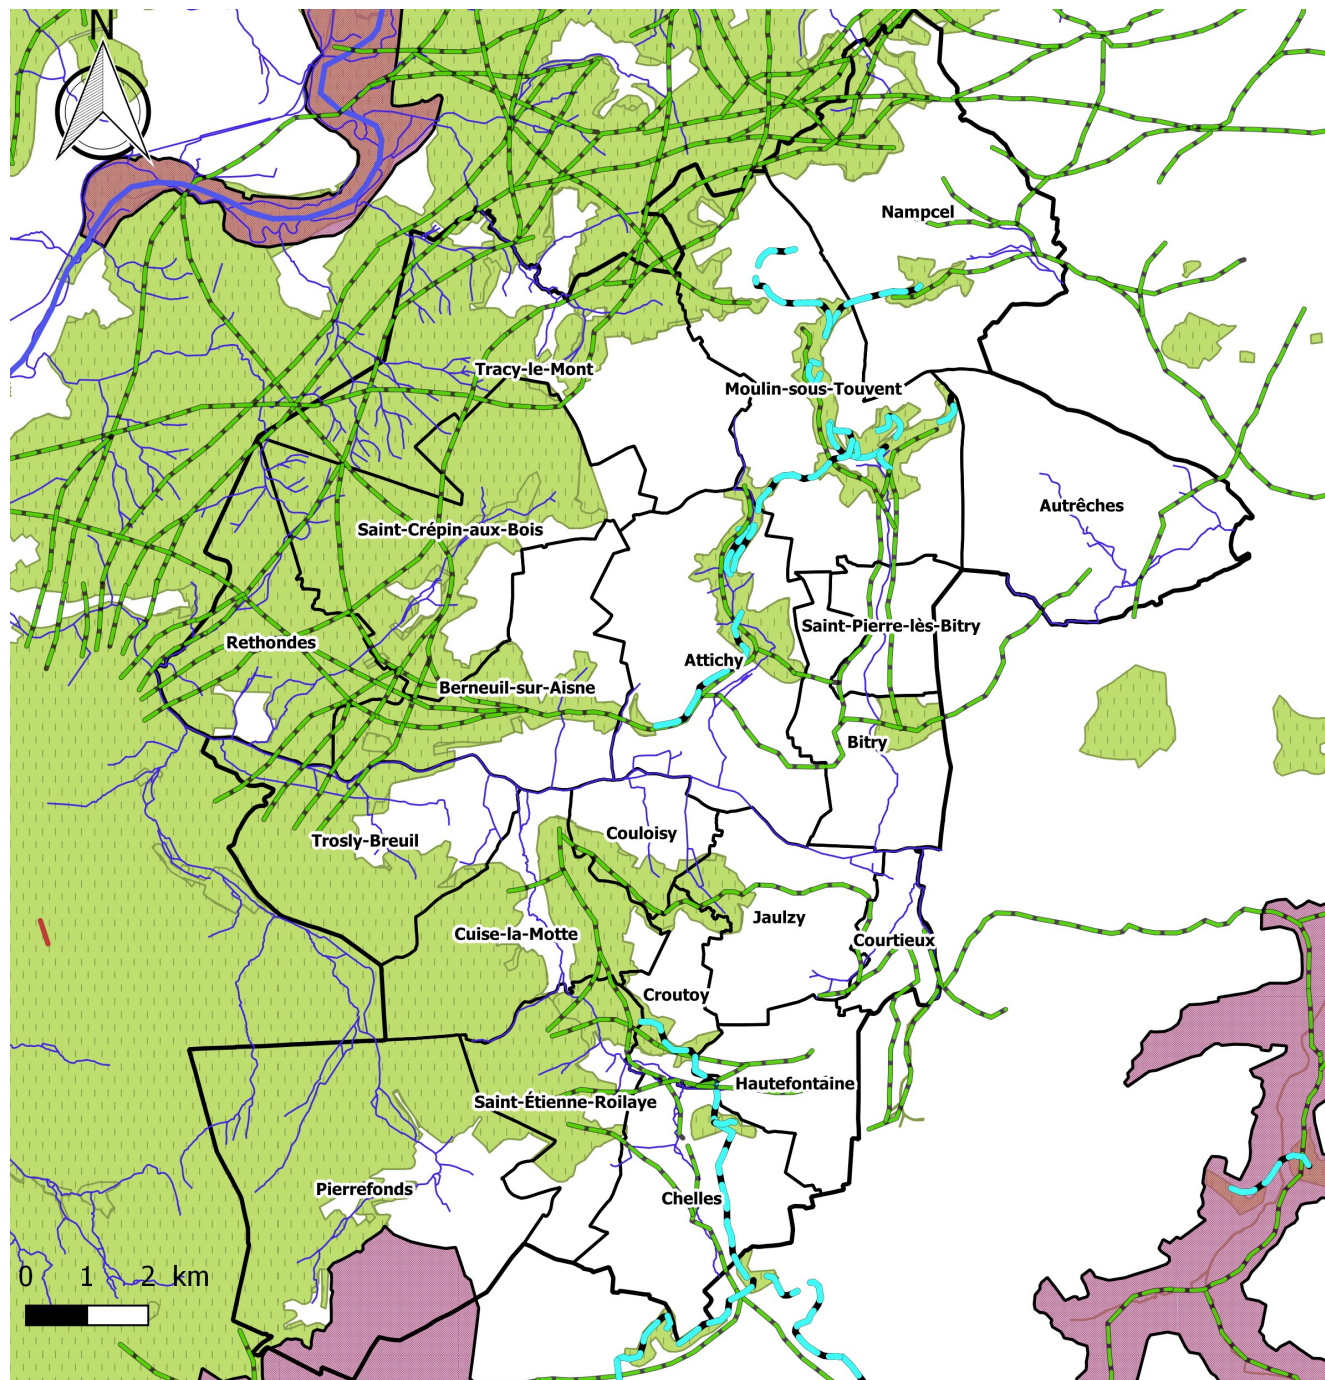 N
Nampcel
Tracy-le-Mont
Moulin-sous-Touvent
Autrêches
Saint-Crépin-aux-Bois
Saint-Pierre-lès-Bitry
Rethondes
Attichy
Berneuil-sur-Aisne
Bitry
Couloisy
Trosly-Breuil
Jaulzy
Cuise-la-Motte
Courtieux
Croutoy
Hautefontaine
Saint-Étienne-Roilaye
Pierrefonds
Chelles
0 1 2 km